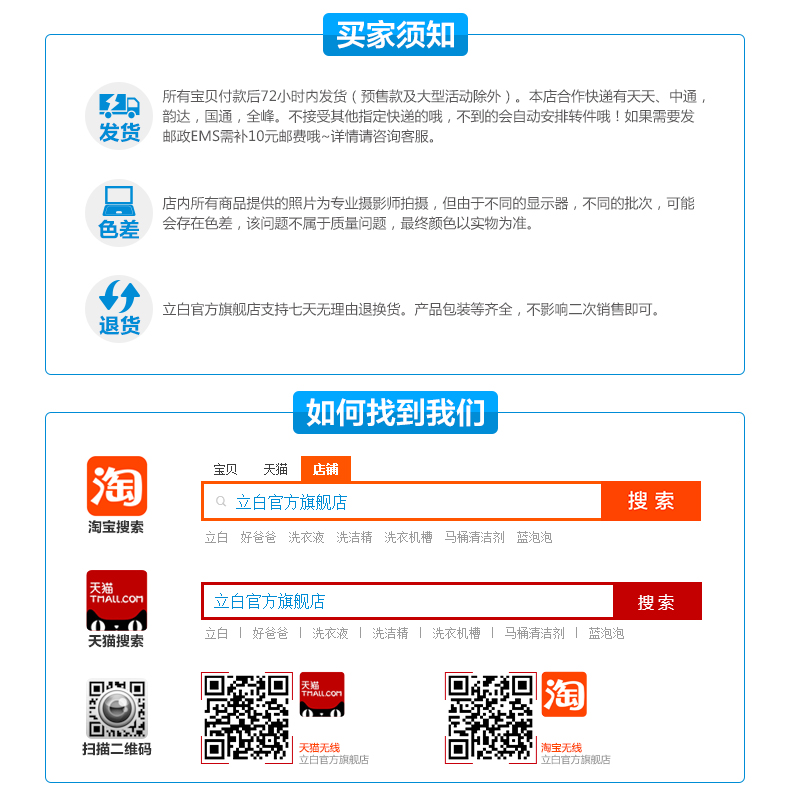 买家须知
所有宝贝付款后72小时内发货（预售款及大型活动除外）。本店合作快递有天天、中通，
韵达，国通，全峰。不接受其他指定快递的哦，不到的会自动安排转件哦！如果需要发
邮政EMS需补10元邮费哦~详情请咨询客服。
发货
店内所有商品提供的照片为专业摄影师拍摄，但由于不同的显示器，不同的批次，可能
会存在色差，该问题不属于质量问题，最终颜色以实物为准。
色差
立白官方旗舰店支持七天无理由退换货。产品包装等齐全，不影响二次销售即可。
退货
如何找到我们
宝贝 天猫 店铺
淘
立白官方旗舰店 搜索
淘宝搜索
立白 好爸爸 洗衣液 洗洁精 洗衣机槽 马桶清洁剂 蓝泡泡
天猫
TMALL.COM
立白官方旗舰店 搜索
天猫搜索
立白 | 好爸爸 | 洗衣液 | 洗洁精 | 洗衣机槽 | 马桶清洁剂 | 蓝泡泡
天猫
TMALL.COM
淘
扫描二维码
天猫无线
立白官方旗舰店
淘宝无线
立白官方旗舰店